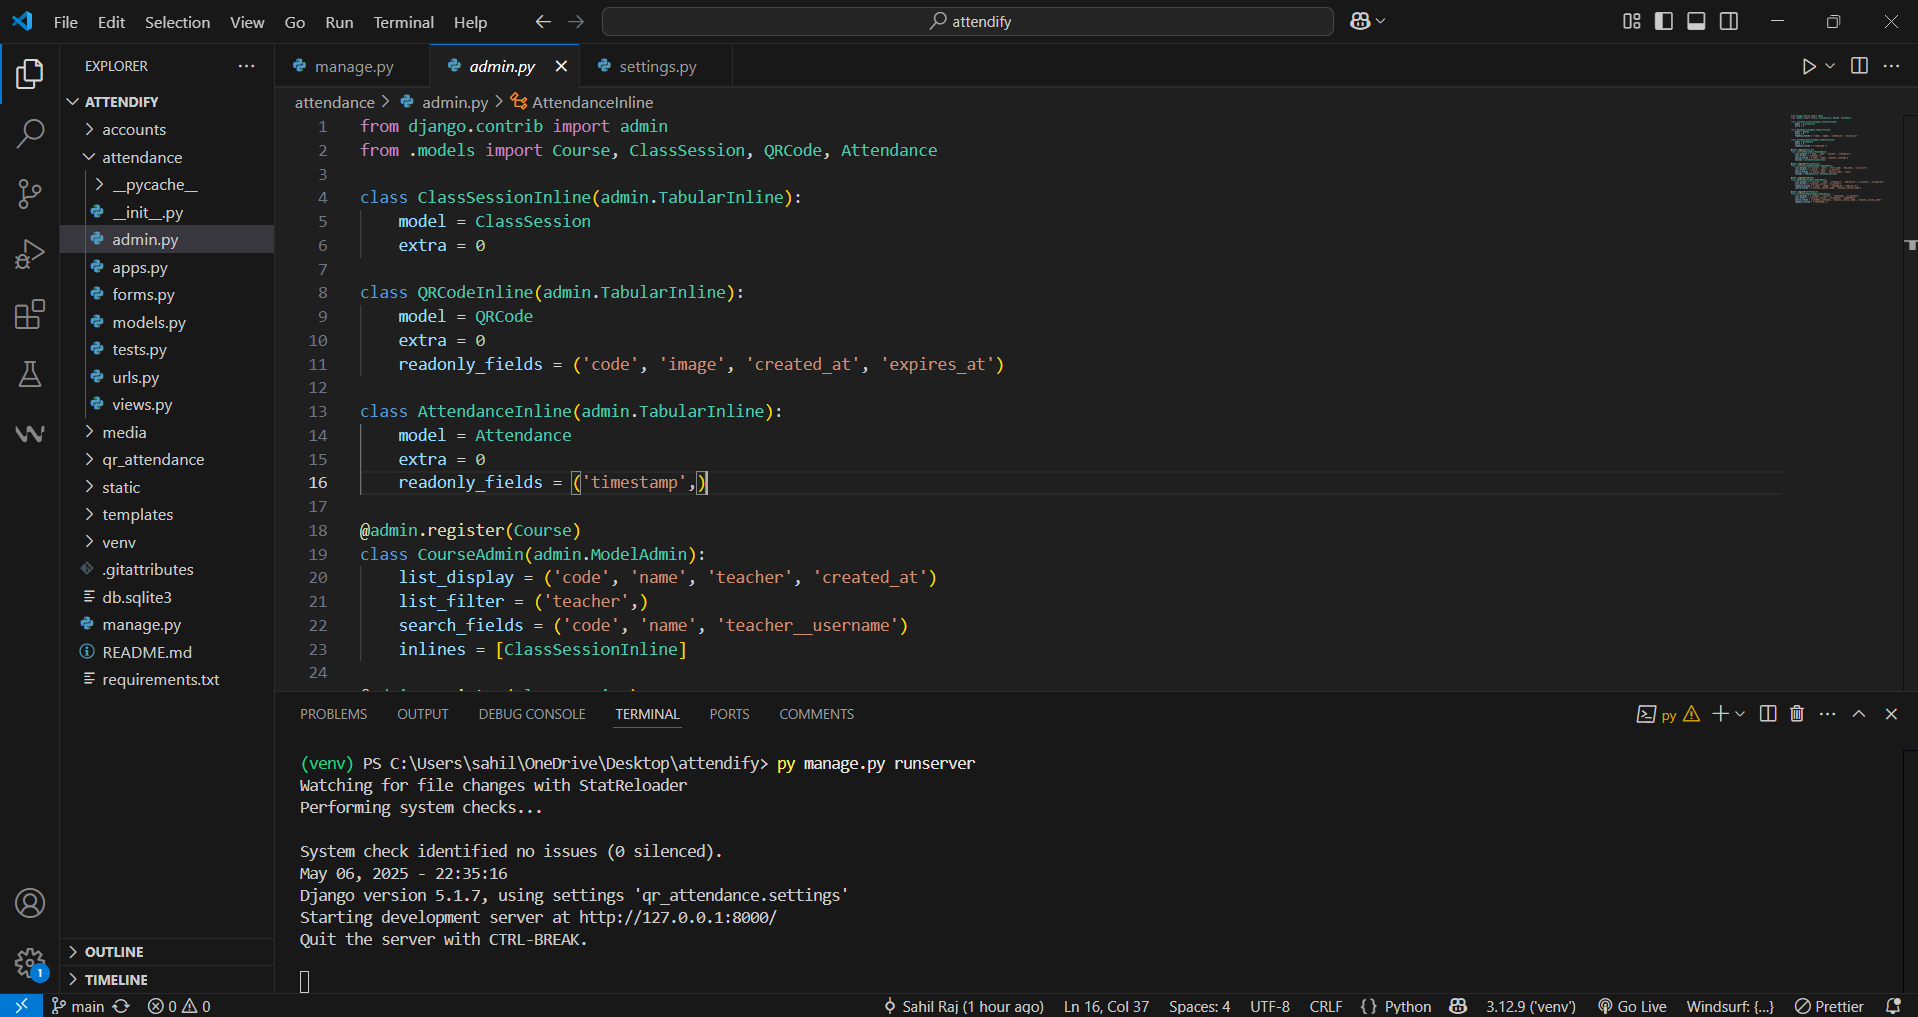 File Edit Selection View Go Run Terminal Help
attendify
EXPLORER
manage.py
admin.py
settings.py
ATTENDIFY
accounts
attendance
__pycache__
__init__.py
admin.py
apps.py
forms.py
models.py
tests.py
urls.py
views.py
media
qr_attendance
static
templates
venv
.gitattributes
db.sqlite3
manage.py
README.md
requirements.txt
OUTLINE
TIMELINE
attendance > admin.py > AttendanceInline
1 from django.contrib import admin
2 from .models import Course, ClassSession, QRCode, Attendance
3
4 class ClassSessionInline(admin.TabularInline):
5     model = ClassSession
6     extra = 0
7
8 class QRCodeInline(admin.TabularInline):
9     model = QRCode
10     extra = 0
11     readonly_fields = ('code', 'image', 'created_at', 'expires_at')
12
13 class AttendanceInline(admin.TabularInline):
14     model = Attendance
15     extra = 0
16     readonly_fields = ('timestamp',)
17
18 @admin.register(Course)
19 class CourseAdmin(admin.ModelAdmin):
20     list_display = ('code', 'name', 'teacher', 'created_at')
21     list_filter = ('teacher',)
22     search_fields = ('code', 'name', 'teacher__username')
23     inlines = [ClassSessionInline]
24
PROBLEMS OUTPUT DEBUG CONSOLE TERMINAL PORTS COMMENTS
py
(venv) PS C:\Users\sahil\OneDrive\Desktop\attendify> py manage.py runserver
Watching for file changes with StatReloader
Performing system checks...
System check identified no issues (0 silenced).
May 06, 2025 - 22:35:16
Django version 5.1.7, using settings 'qr_attendance.settings'
Starting development server at http://127.0.0.1:8000/
Quit the server with CTRL-BREAK.
1
main 0 0 Sahil Raj (1 hour ago) Ln 16, Col 37 Spaces: 4 UTF-8 CRLF {} Python 3.12.9 ('venv') Go Live Windsurf: {...} Prettier